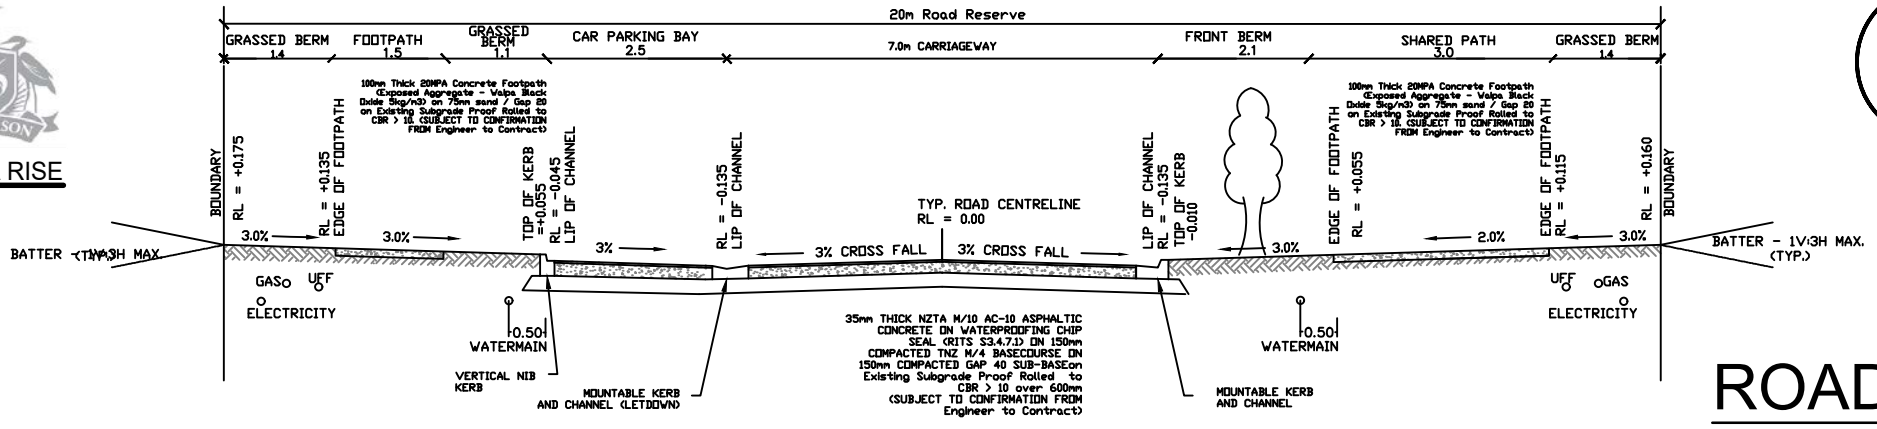 20m Road Reserve
GRASSED BERM
1.4
FOOTPATH
1.5
GRASSED
BERM
1.1
CAR PARKING BAY
2.5
7.0m CARRIAGEWAY
FRONT BERM
2.1
SHARED PATH
3.0
GRASSED BERM
1.4
SON
RISE
100mm Thick 20MPA Concrete Footpath
(Exposed Aggregate - Waipa Black
Oxide 5kg/m3) on 75mm sand / Gap 20
on Existing Subgrade Proof Rolled to
CBR > 10. (SUBJECT TO CONFIRMATION
FROM Engineer to Contract)
100mm Thick 20MPA Concrete Footpath
(Exposed Aggregate - Waipa Black
Oxide 5kg/m3) on 75mm sand / Gap 20
on Existing Subgrade Proof Rolled to
CBR > 10. (SUBJECT TO CONFIRMATION
FROM Engineer to Contract)
BOUNDARY
RL = +0.175
RL = +0.135
EDGE OF FOOTPATH
TOP OF KERB
=+0.055
RL = -0.045
LIP OF CHANNEL
RL = -0.135
LIP OF CHANNEL
TYP. ROAD CENTRELINE
RL = 0.00
LIP OF CHANNEL
RL = -0.135
TOP OF KERB
-0.010
EDGE OF FOOTPATH
RL = +0.055
EDGE OF FOOTPATH
RL = +0.115
RL = +0.160
BOUNDARY
3.0%
3.0%
3%
3% CROSS FALL
3% CROSS FALL
3.0%
2.0%
3.0%
BATTER - 1V:3H MAX.
(TYP.)
BATTER - 1V:3H MAX.
(TYP.)
GAS
UFF
ELECTRICITY
0.50
WATERMAIN
VERTICAL NIB
KERB
MOUNTABLE KERB
AND CHANNEL (LETDOWN)
35mm THICK NZTA M/10 AC-10 ASPHALTIC
CONCRETE ON WATERPROOFING CHIP
SEAL (RITS S3.4.7.1) ON 150mm
COMPACTED TNZ M/4 BASECOURSE ON
150mm COMPACTED GAP 40 SUB-BASEon
Existing Subgrade Proof Rolled to
CBR > 10 over 600mm
(SUBJECT TO CONFIRMATION FROM
Engineer to Contract)
MOUNTABLE KERB
AND CHANNEL
0.50
WATERMAIN
UFF
GAS
ELECTRICITY
ROAD